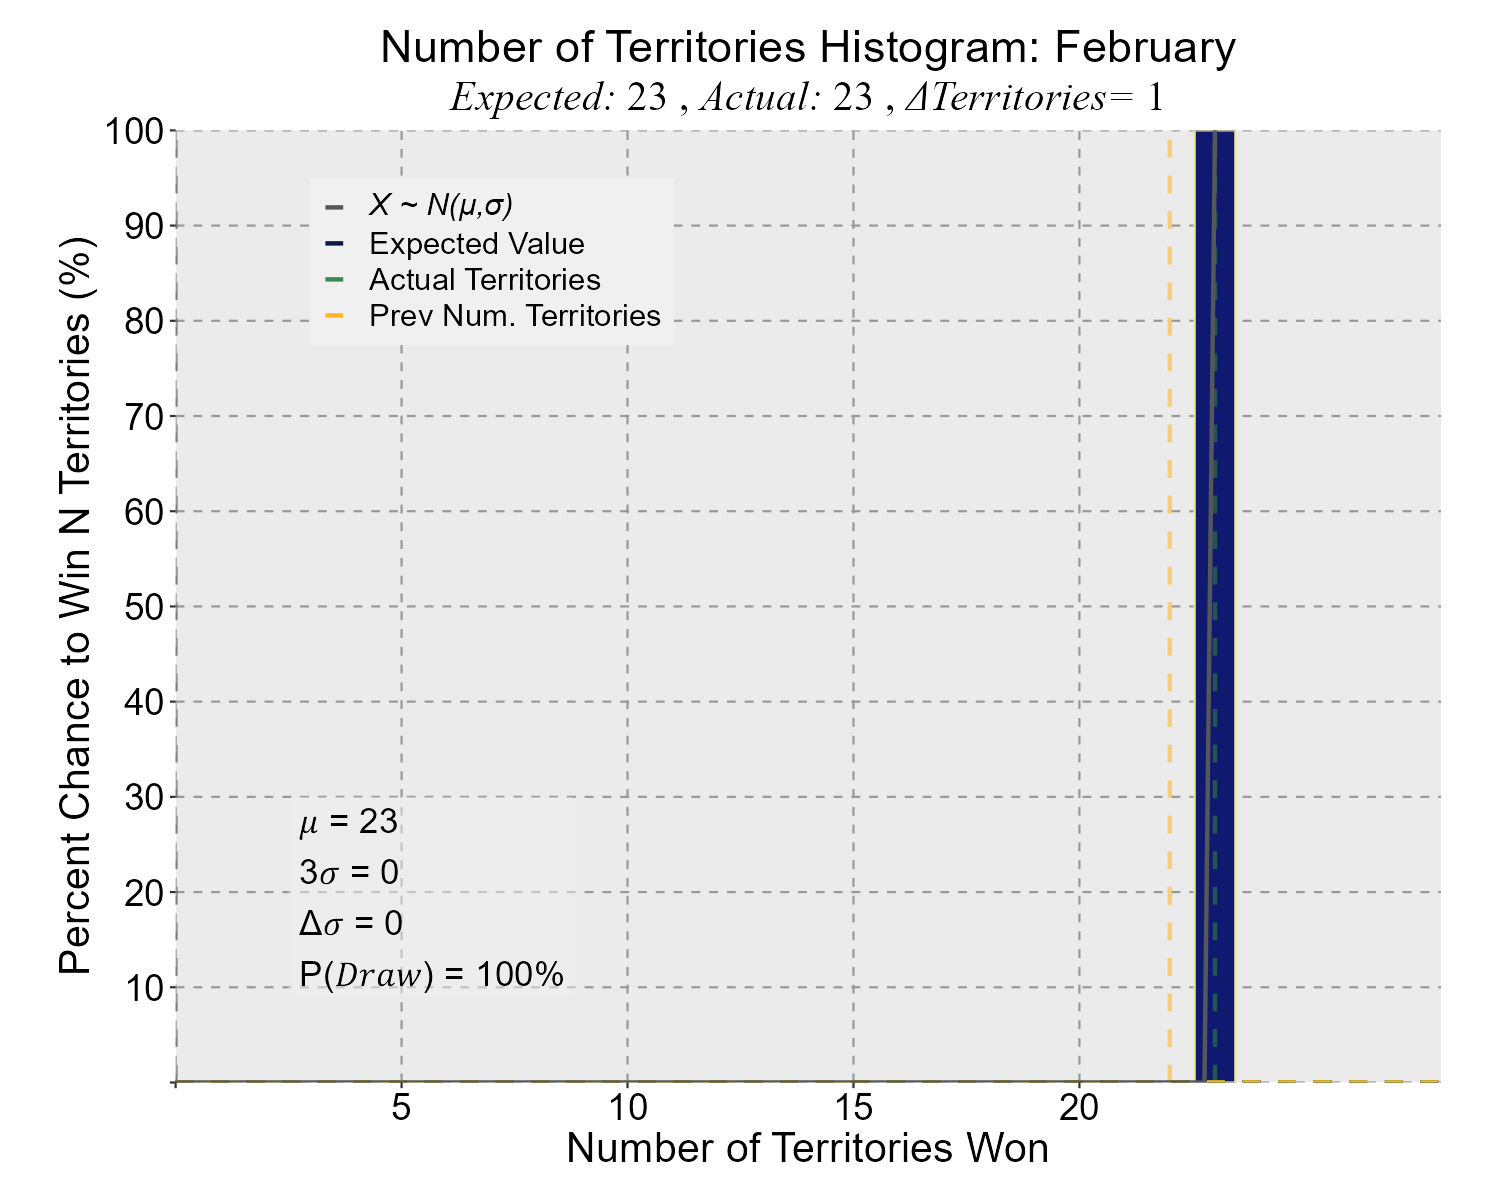 Number of Territories Histogram: February
Expected: 23 , Actual: 23 , ΔTerritories= 1
Percent Chance to Win N Territories (%)
100
90
80
70
60
50
40
30
20
10
X ~ N(μ,σ)
Expected Value
Actual Territories
Prev Num. Territories
μ = 23
3σ = 0
Δσ = 0
P(Draw) = 100%
5 10 15 20
Number of Territories Won